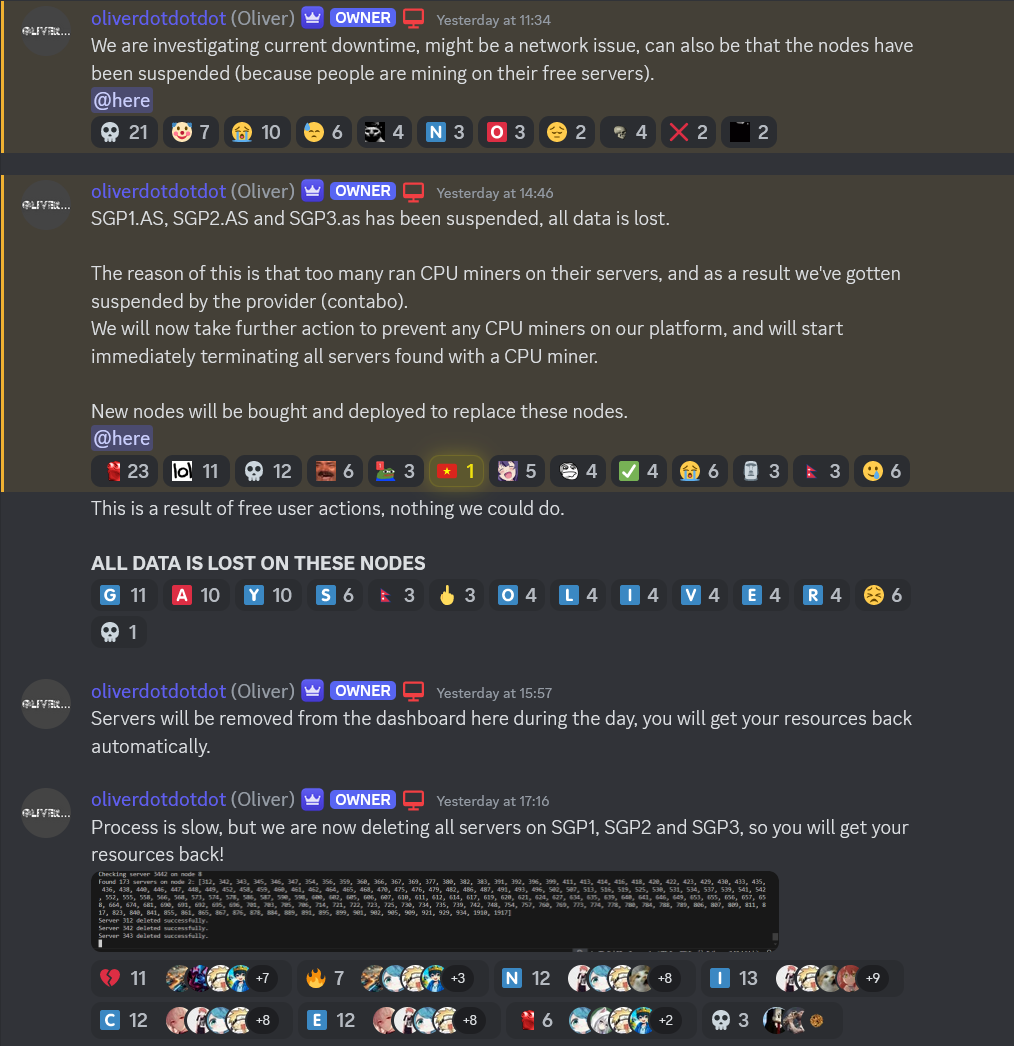 oliverdotdotdot (Oliver) OWNER Yesterday at 11:34
We are investigating current downtime, might be a network issue, can also be that the nodes have
been suspended (because people are mining on their free servers).
@here
21 7 10 6 4 N 3 O 3 2 4 2 2
oliverdotdotdot (Oliver) OWNER Yesterday at 14:46
SGP1.AS, SGP2.AS and SGP3.as has been suspended, all data is lost.
The reason of this is that too many ran CPU miners on their servers, and as a result we've gotten
suspended by the provider (contabo).
We will now take further action to prevent any CPU miners on our platform, and will start
immediately terminating all servers found with a CPU miner.
New nodes will be bought and deployed to replace these nodes.
@here
23 lol 11 12 6 3 1 5 4 4 6 3 3 6
This is a result of free user actions, nothing we could do.
ALL DATA IS LOST ON THESE NODES
G 11 A 10 Y 10 S 6 3 3 O 4 L 4 I 4 V 4 E 4 R 4 6
1
oliverdotdotdot (Oliver) OWNER Yesterday at 15:57
Servers will be removed from the dashboard here during the day, you will get your resources back
automatically.
oliverdotdotdot (Oliver) OWNER Yesterday at 17:16
Process is slow, but we are now deleting all servers on SGP1, SGP2 and SGP3, so you will get your
resources back!
Checking server 3442 on node 8
Found 173 servers on node 2:
Server 312 deleted successfully.
Server 342 deleted successfully.
Server 343 deleted successfully.
11 +7 7 +3 N 12 +8 I 13 +9
C 12 +8 E 12 +8 6 +2 3